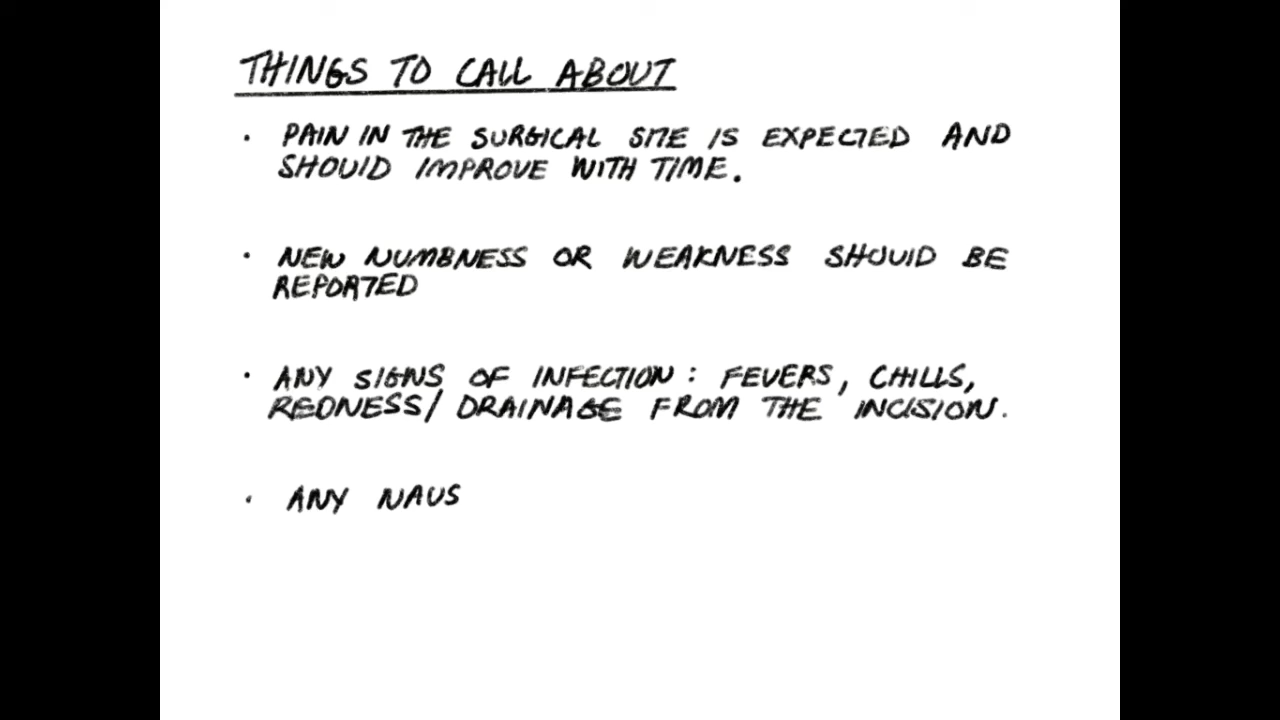 THINGS TO CALL ABOUT
· PAIN IN THE SURGICAL SITE IS EXPECTED AND
SHOULD IMPROVE WITH TIME.
· NEW NUMBNESS OR WEAKNESS SHOULD BE
REPORTED
· ANY SIGNS OF INFECTION: FEVERS, CHILLS,
REDNESS/ DRAINAGE FROM THE INCISION.
· ANY NAUS